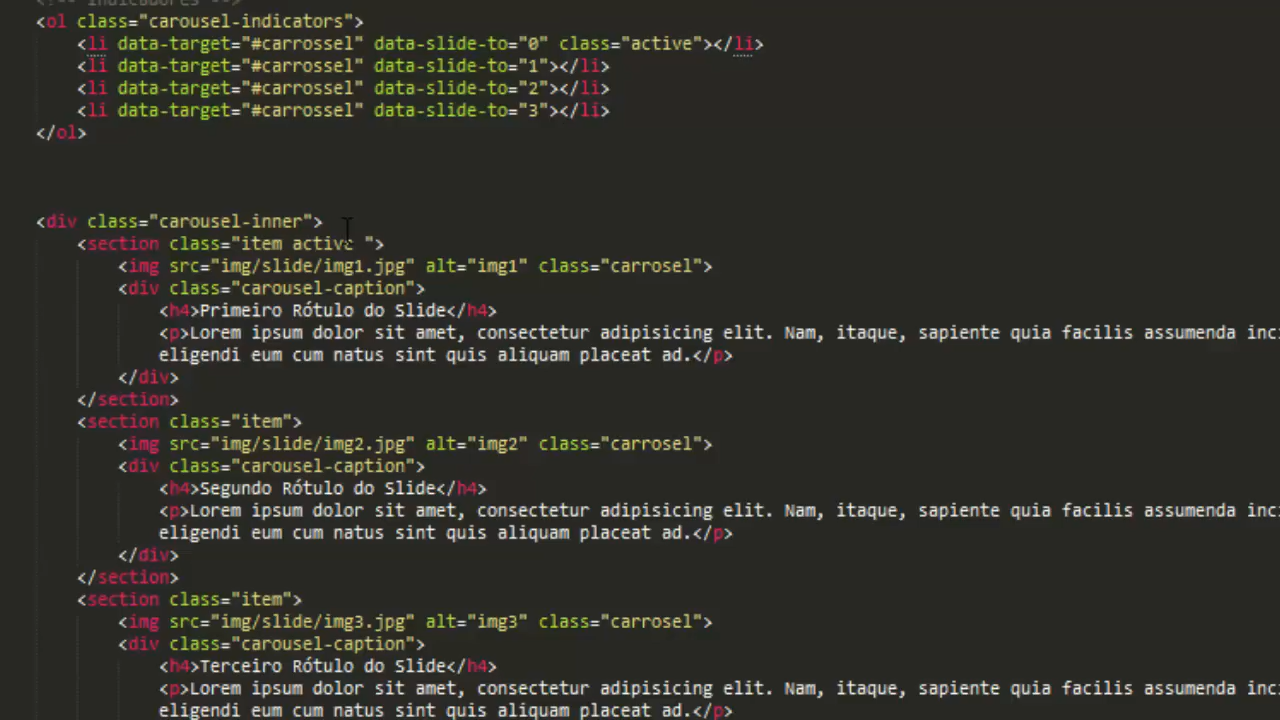 <!-- Indicadores -->
<ol class="carousel-indicators">
<li data-target="#carrossel" data-slide-to="0" class="active"></li>
<li data-target="#carrossel" data-slide-to="1"></li>
<li data-target="#carrossel" data-slide-to="2"></li>
<li data-target="#carrossel" data-slide-to="3"></li>
</ol>
<div class="carousel-inner">
<section class="item active ">
<img src="img/slide/img1.jpg" alt="img1" class="carrosel">
<div class="carousel-caption">
<h4>Primeiro Rótulo do Slide</h4>
<p>Lorem ipsum dolor sit amet, consectetur adipisicing elit. Nam, itaque, sapiente quia facilis assumenda inc
eligendi eum cum natus sint quis aliquam placeat ad.</p>
</div>
</section>
<section class="item">
<img src="img/slide/img2.jpg" alt="img2" class="carrosel">
<div class="carousel-caption">
<h4>Segundo Rótulo do Slide</h4>
<p>Lorem ipsum dolor sit amet, consectetur adipisicing elit. Nam, itaque, sapiente quia facilis assumenda inc
eligendi eum cum natus sint quis aliquam placeat ad.</p>
</div>
</section>
<section class="item">
<img src="img/slide/img3.jpg" alt="img3" class="carrosel">
<div class="carousel-caption">
<h4>Terceiro Rótulo do Slide</h4>
<p>Lorem ipsum dolor sit amet, consectetur adipisicing elit. Nam, itaque, sapiente quia facilis assumenda inc
eligendi eum cum natus sint quis aliquam placeat ad.</p>